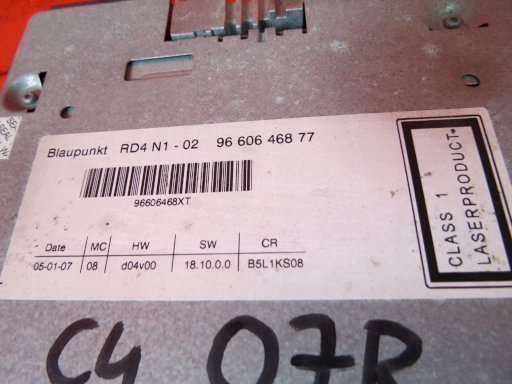 Blaupunkt RD4 N1 - 02 96 606 468 77
96606468XT
Date MC HW SW CR
05-01-07 08 d04v00 18.10.0.0 B5L1KS08
CLASS 1
LASERPRODUCT
C4 07R